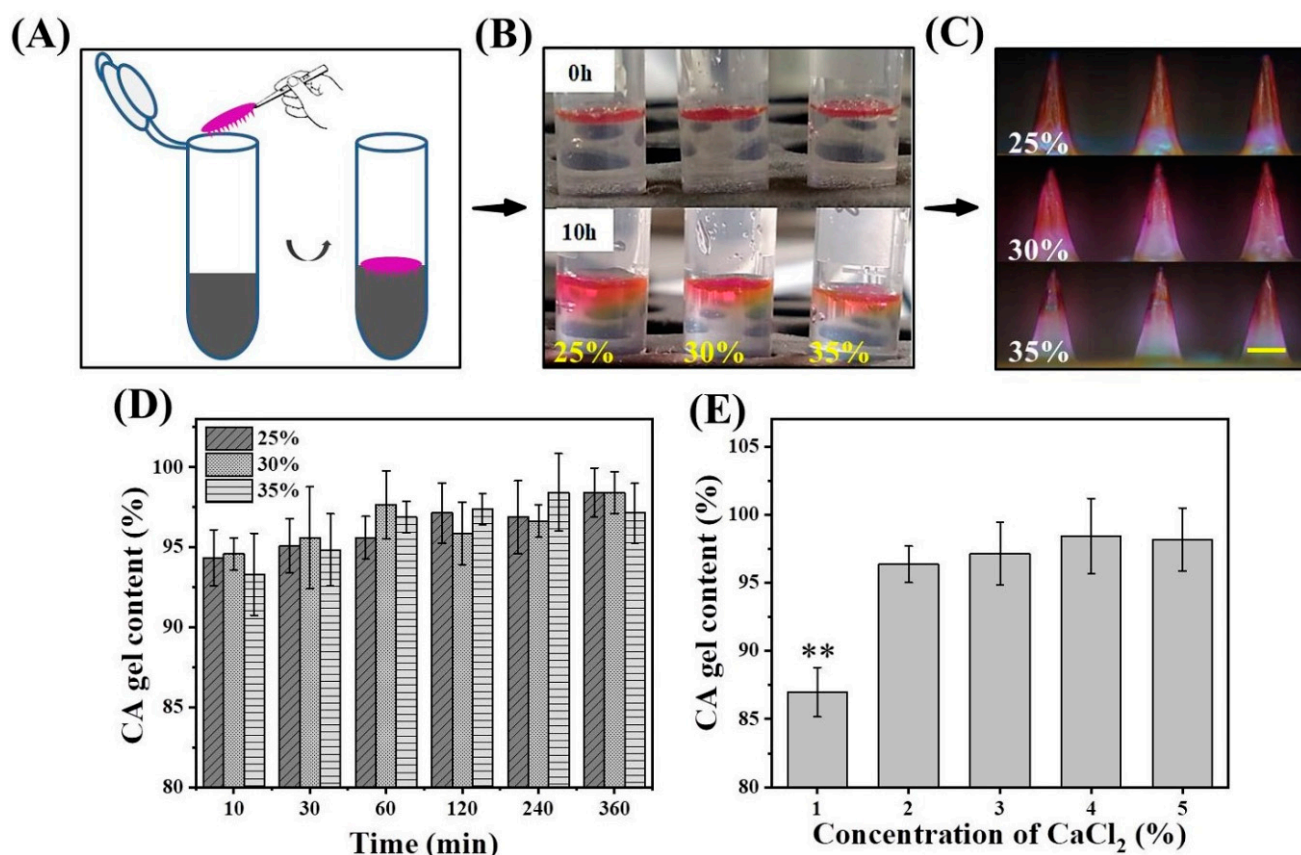 (A)
(B)
(C)
0h
10h
25% 30% 35%
25%
30%
35%
(D)
CA gel content (%)
100
95
90
85
80
25%
30%
35%
10 30 60 120 240 360
Time (min)
(E)
CA gel content (%)
105
100
95
90
85
80
**
1 2 3 4 5
Concentration of CaCl₂ (%)